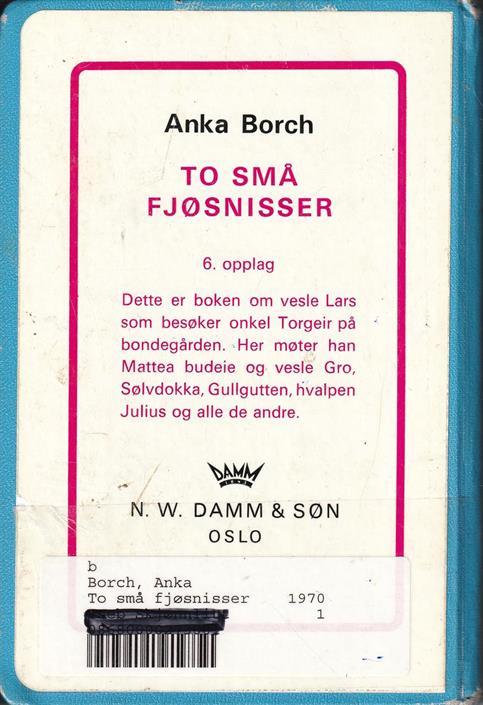 Anka Borch
TO SMÅ
FJØSNISSER
6. opplag
Dette er boken om vesle Lars
som besøker onkel Torgeir på
bondegården. Her møter han
Mattea budeie og vesle Gro,
Sølvdokka, Gullgutten, hvalpen
Julius og alle de andre.
DAMM
N. W. DAMM & SØN
OSLO
b
Borch, Anka
To små fjøsnisser 1970
1